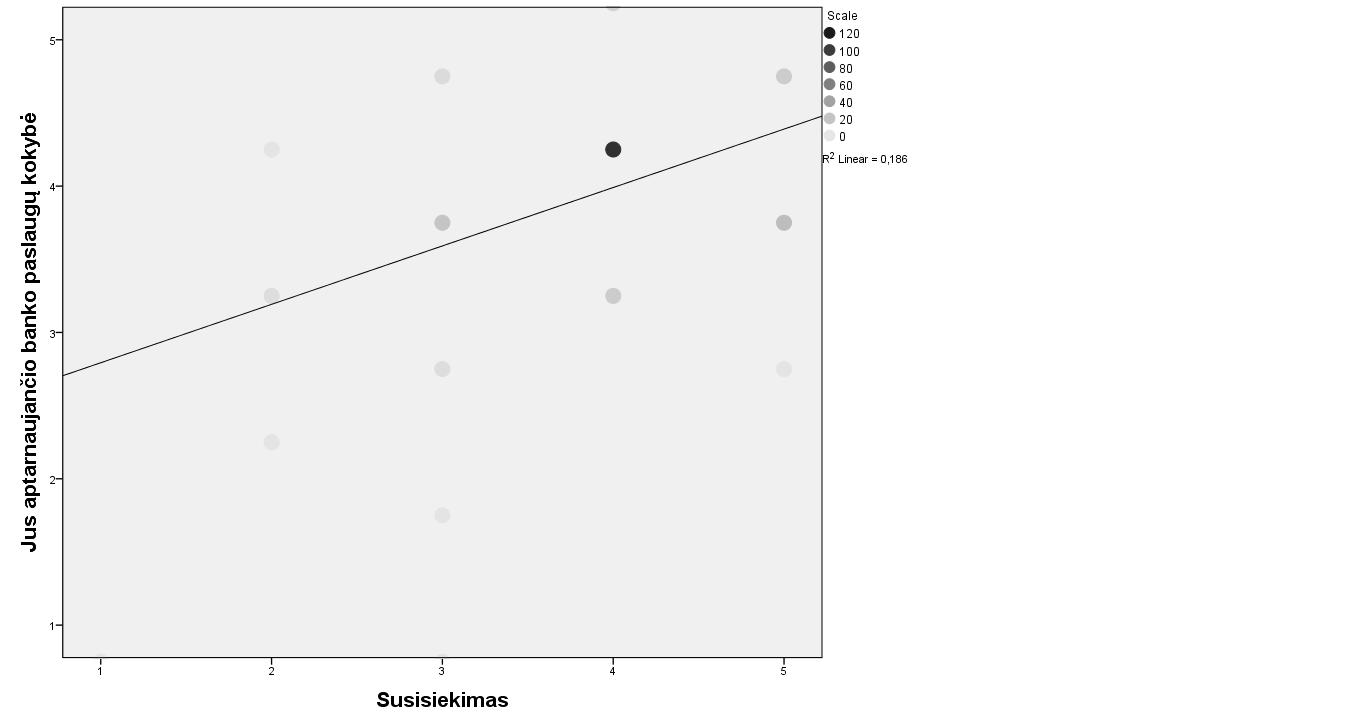 Jus aptarnaujančio banko paslaugų kokybė
5
4
3
2
1
1 2 3 4 5
Susisiekimas
Scale
120
100
80
60
40
20
0
R2 Linear = 0,186